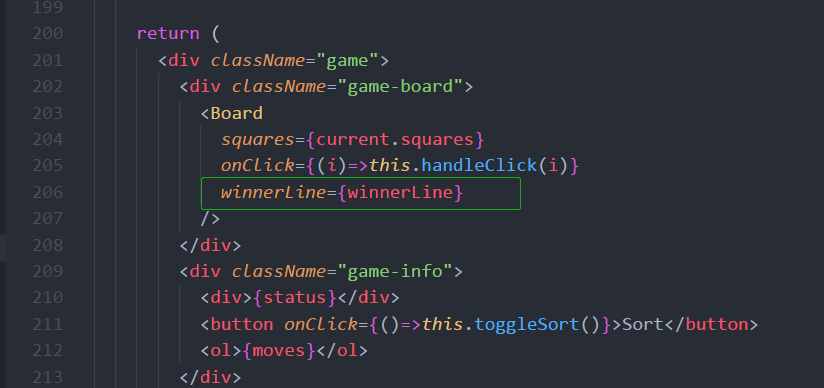 199
200 return (
201 <div className="game">
202 <div className="game-board">
203 <Board
204 squares={current.squares}
205 onClick={(i)=>this.handleClick(i)}
206 winnerLine={winnerLine}
207 />
208 </div>
209 <div className="game-info">
210 <div>{status}</div>
211 <button onClick={()=>this.toggleSort()}>Sort</button>
212 <ol>{moves}</ol>
213 </div>